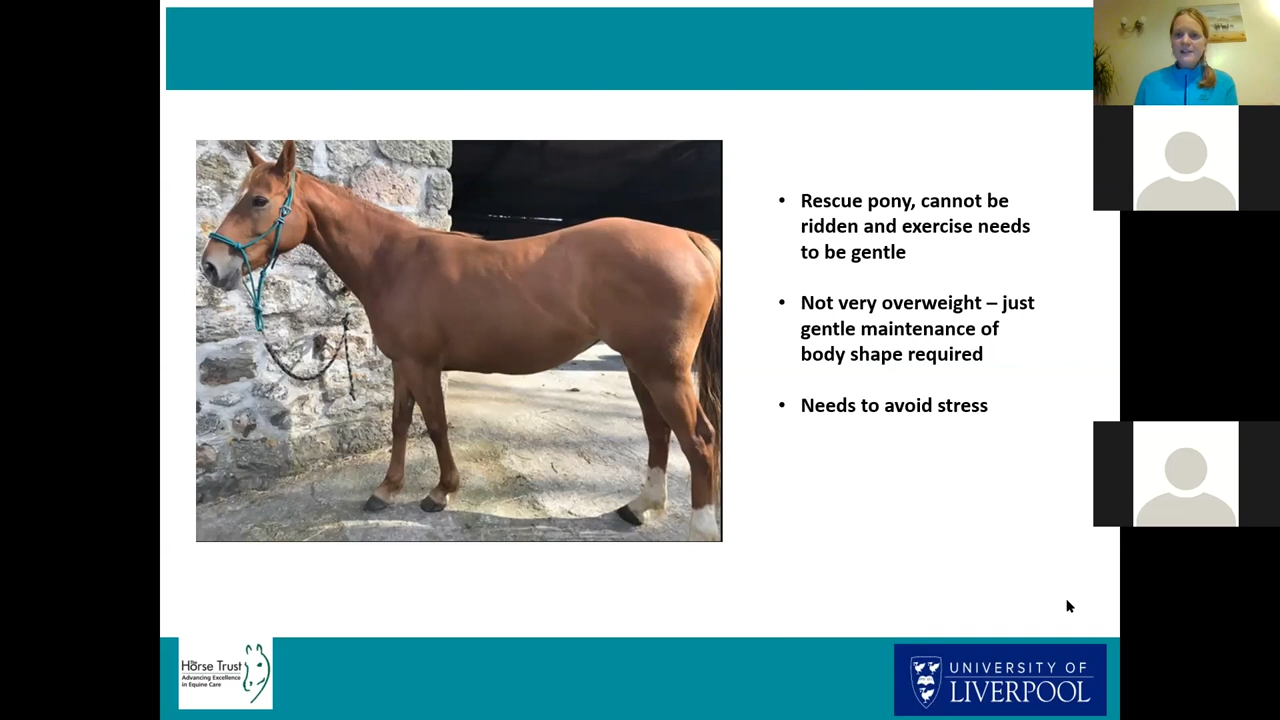 • Rescue pony, cannot be
ridden and exercise needs
to be gentle
• Not very overweight – just
gentle maintenance of
body shape required
• Needs to avoid stress
The
Horse Trust
Advancing Excellence
in Equine Care
UNIVERSITY OF
LIVERPOOL